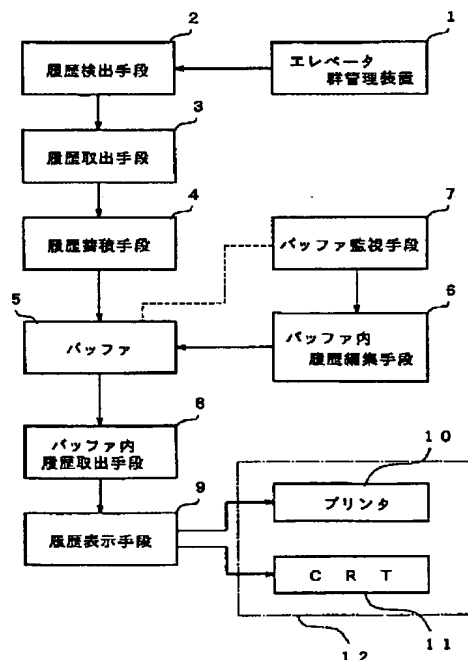 2
1
履歴検出手段
エレベータ
群管理装置
3
履歴取出手段
4
7
履歴蓄積手段
バッファ監視手段
5
6
バッファ
バッファ内
履歴編集手段
8
バッファ内
履歴取出手段
10
9
プリンタ
履歴表示手段
CRT
11
12